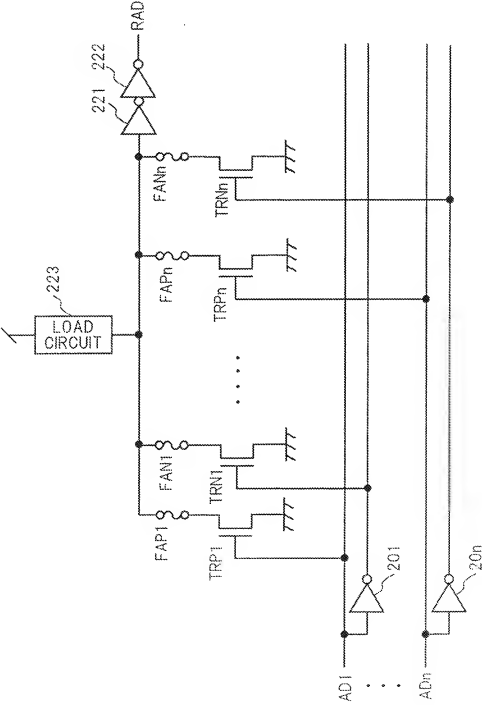 RAD
222
221
223
LOAD
CIRCUIT
FAP1
FAN1
FAPn
FANn
TRP1
TRN1
TRPn
TRNn
201
20n
AD1
ADn